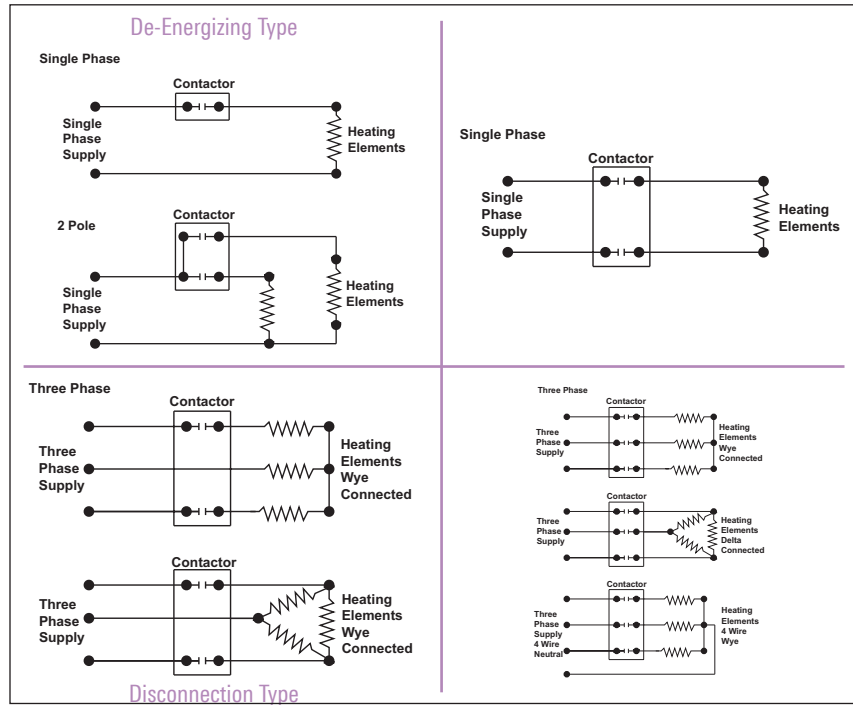 De-Energizing Type
Single Phase
Contactor
Single
Phase
Supply
Heating
Elements
2 Pole
Contactor
Single
Phase
Supply
Heating
Elements
Single Phase
Contactor
Single
Phase
Supply
Heating
Elements
Three Phase
Contactor
Three
Phase
Supply
Heating
Elements
Wye
Connected
Contactor
Three
Phase
Supply
Heating
Elements
Wye
Connected
Disconnection Type
Three Phase
Contactor
Three
Phase
Supply
Heating
Elements
Wye
Connected
Contactor
Three
Phase
Supply
Heating
Elements
Delta
Connected
Contactor
Three
Phase
Supply
4 Wire
Neutral
Heating
Elements
4 Wire
Wye